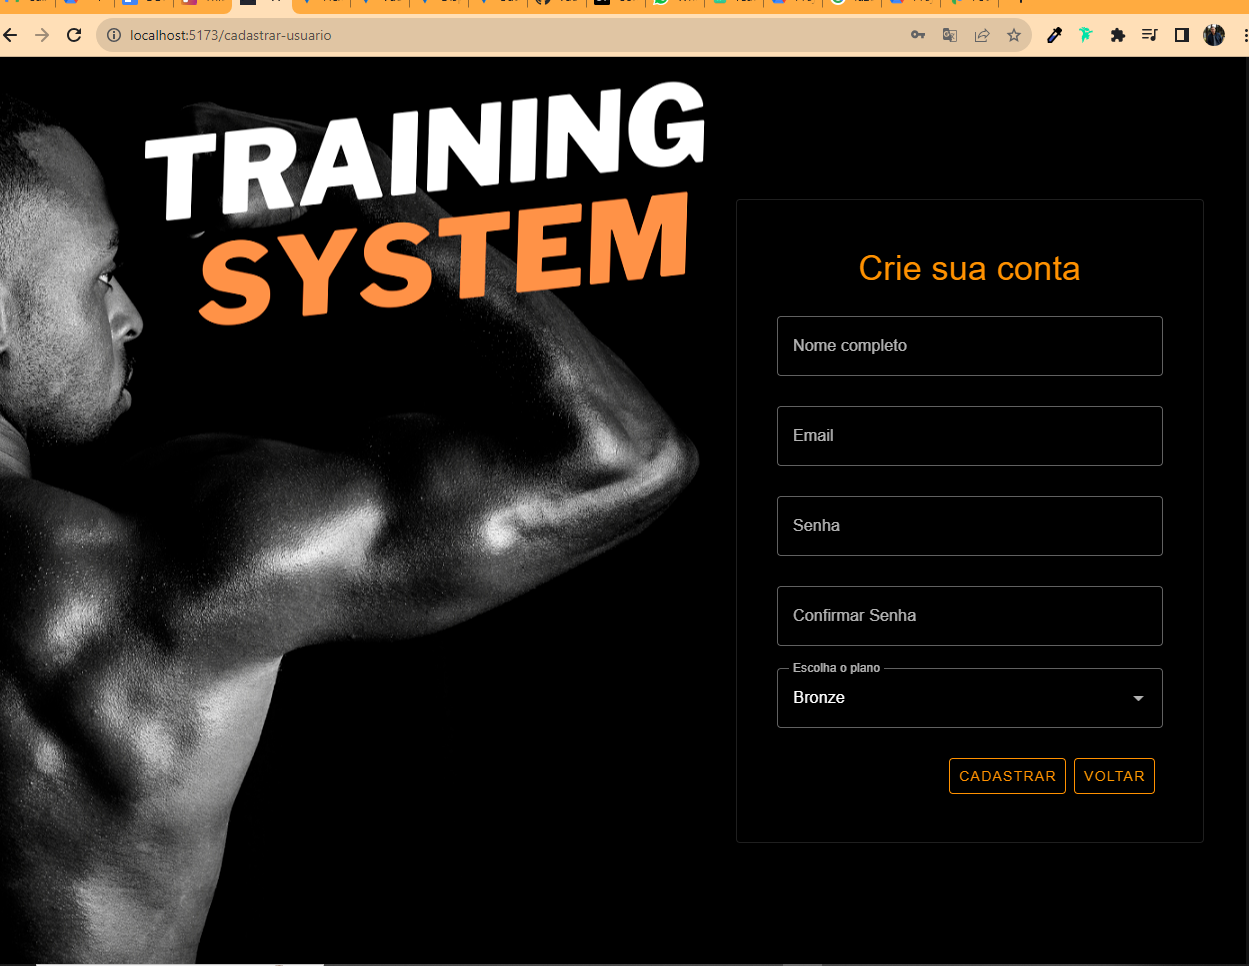 localhost:5173/cadastrar-usuario
TRAINING
SYSTEM
Crie sua conta
Nome completo
Email
Senha
Confirmar Senha
Escolha o plano
Bronze
CADASTRAR
VOLTAR